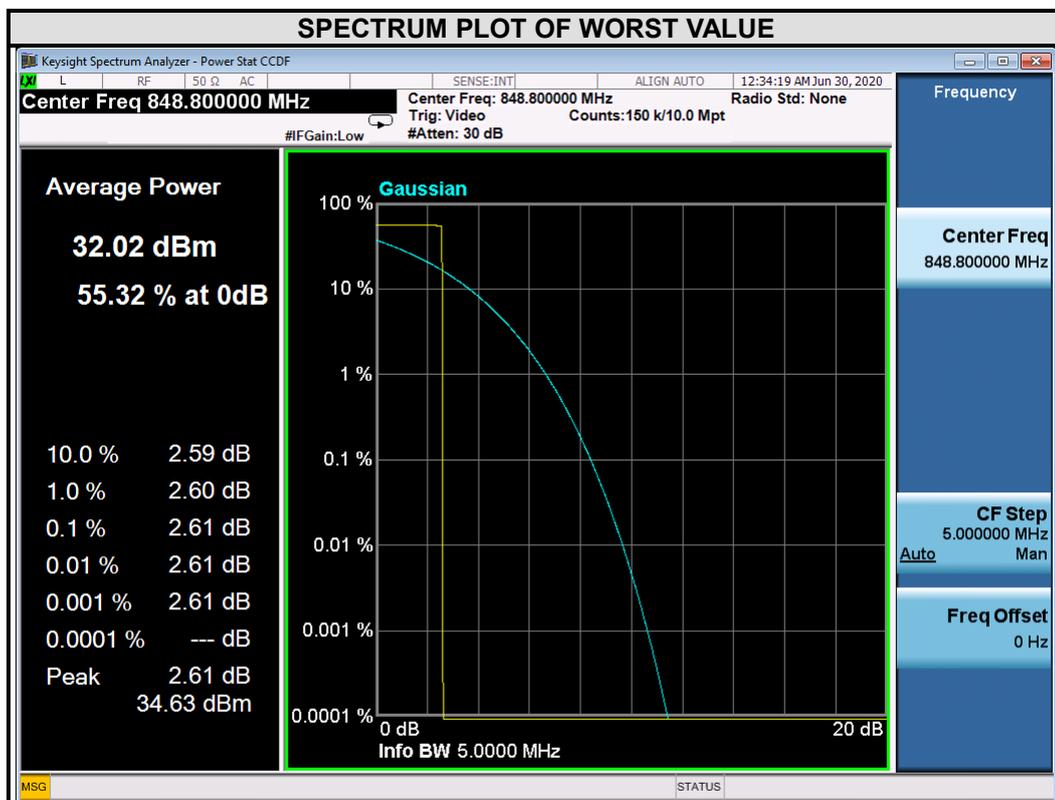 SPECTRUM PLOT OF WORST VALUE
Keysight Spectrum Analyzer - Power Stat CCDF
LXI L RF 50 Ω AC SENSE:INT ALIGN AUTO 12:34:19 AM Jun 30, 2020
Center Freq 848.800000 MHz
#IFGain:Low
Center Freq: 848.800000 MHz Radio Std: None
Trig: Video Counts:150 k/10.0 Mpt
#Atten: 30 dB
Average Power
32.02 dBm
55.32 % at 0dB
10.0 % 2.59 dB
1.0 % 2.60 dB
0.1 % 2.61 dB
0.01 % 2.61 dB
0.001 % 2.61 dB
0.0001 % --- dB
Peak 2.61 dB
34.63 dBm
Gaussian
100 %
10 %
1 %
0.1 %
0.01 %
0.001 %
0.0001 %
0 dB 20 dB
Info BW 5.0000 MHz
Frequency
Center Freq
848.800000 MHz
CF Step
5.000000 MHz
Auto Man
Freq Offset
0 Hz
MSG STATUS